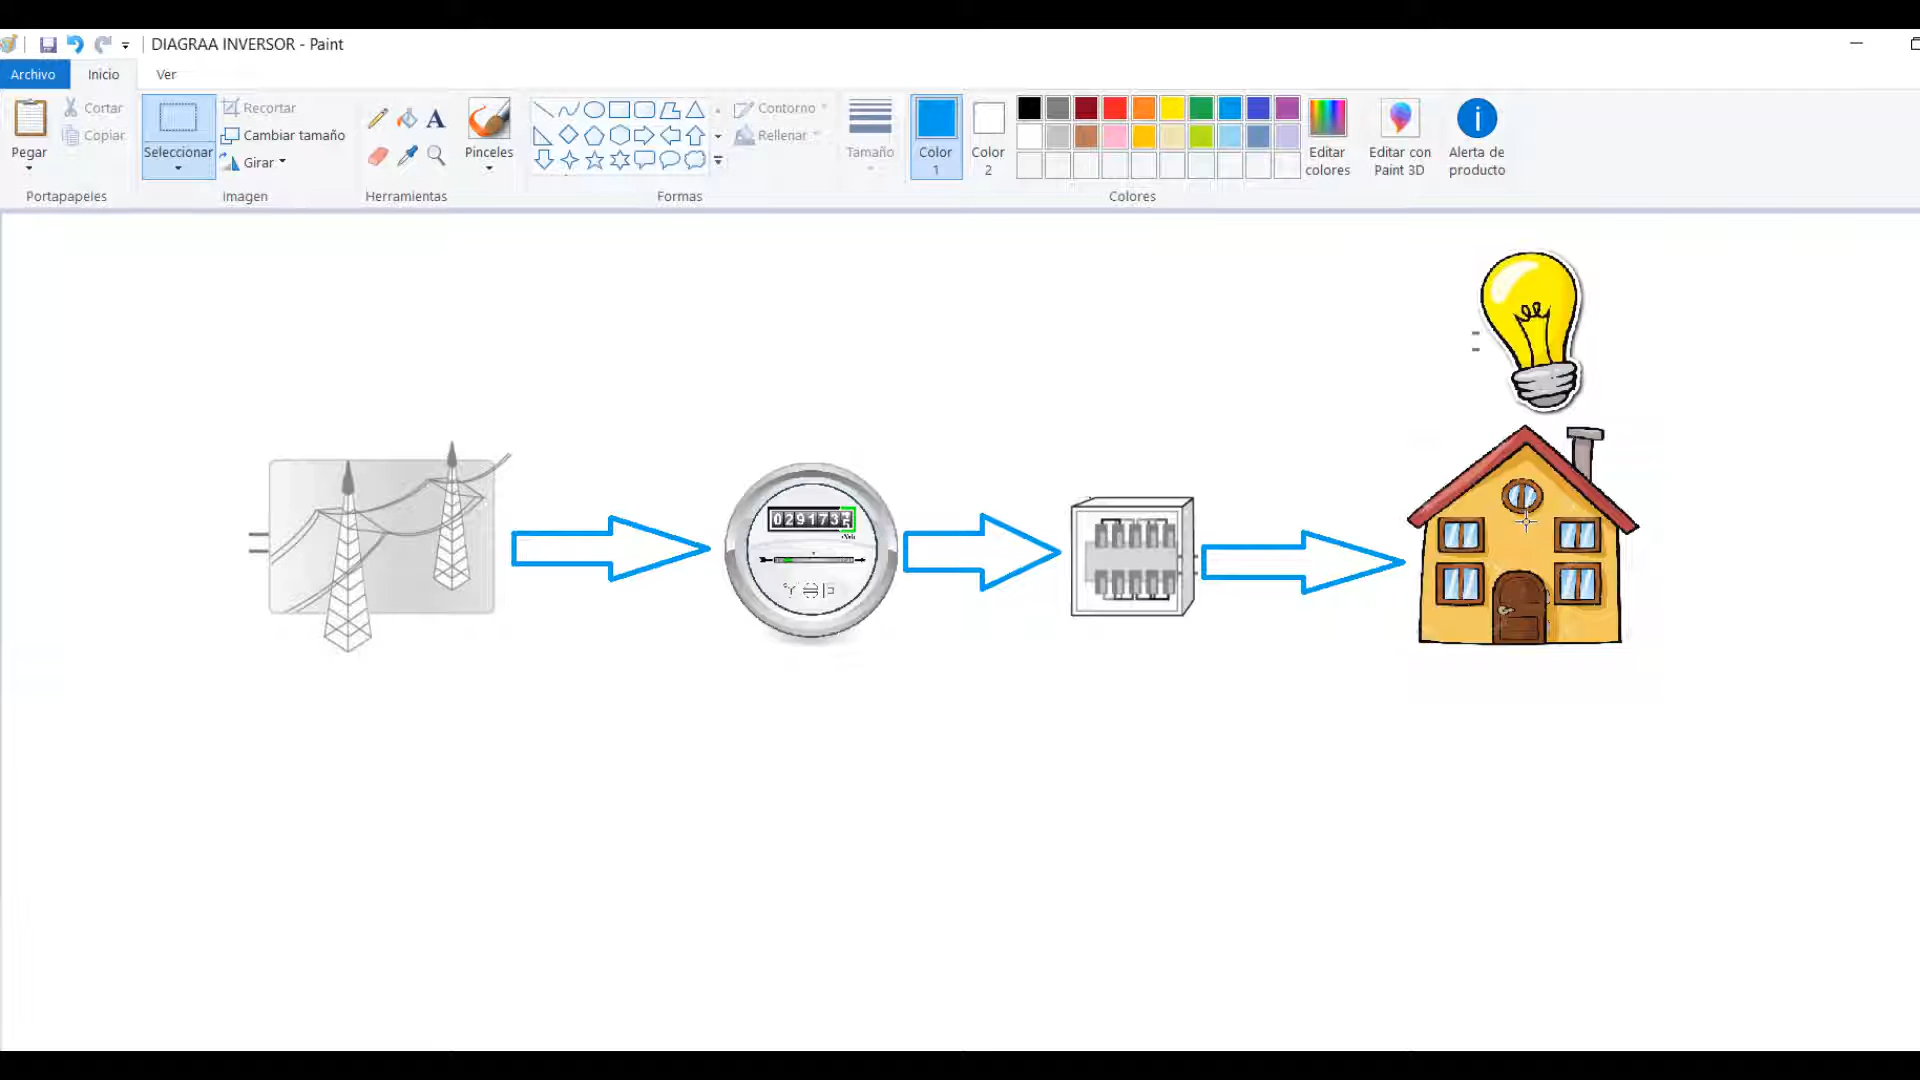 DIAGRAA INVERSOR - Paint
Archivo
Inicio
Ver
Pegar
Cortar
Copiar
Portapapeles
Seleccionar
Recortar
Cambiar tamaño
Girar
Imagen
A
Herramientas
Pinceles
Contorno
Rellenar
Formas
Tamaño
Color
1
Color
2
Colores
Editar
colores
Editar con
Paint 3D
Alerta de
producto
029173